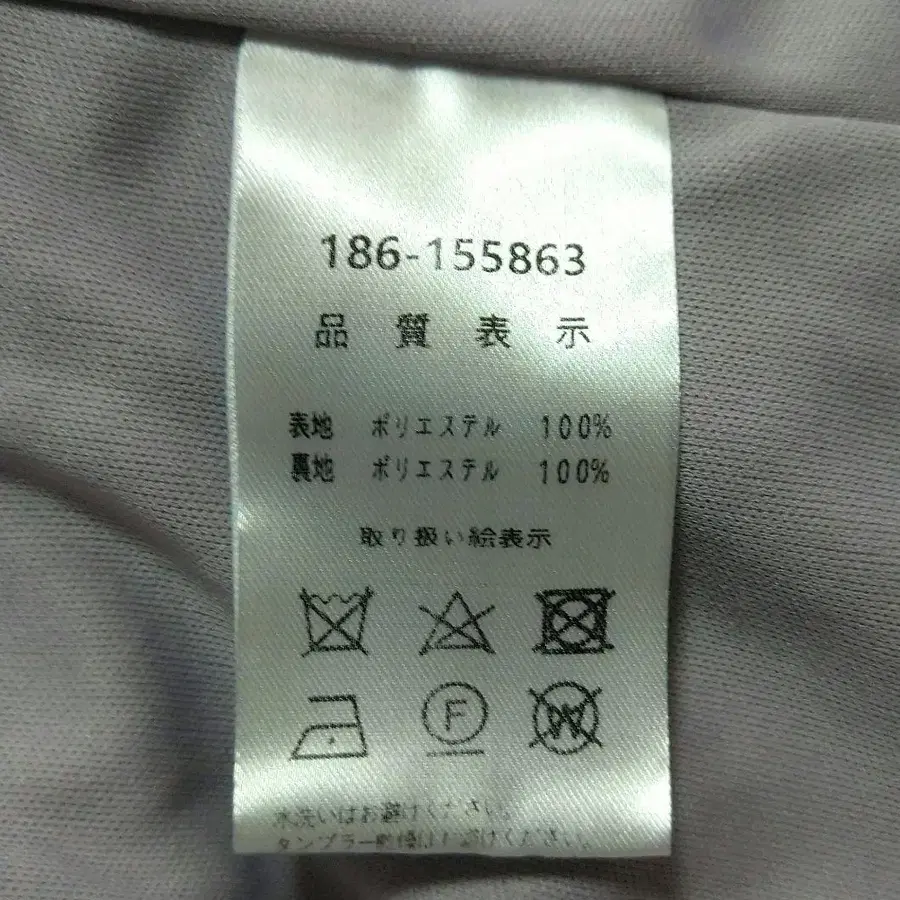 186-155863
品質表示
表地 ポリエステル 100%
裏地 ポリエステル 100%
取り扱い絵表示
F
W
水洗いはお避けください。
タンブラー乾燥はお避けください。